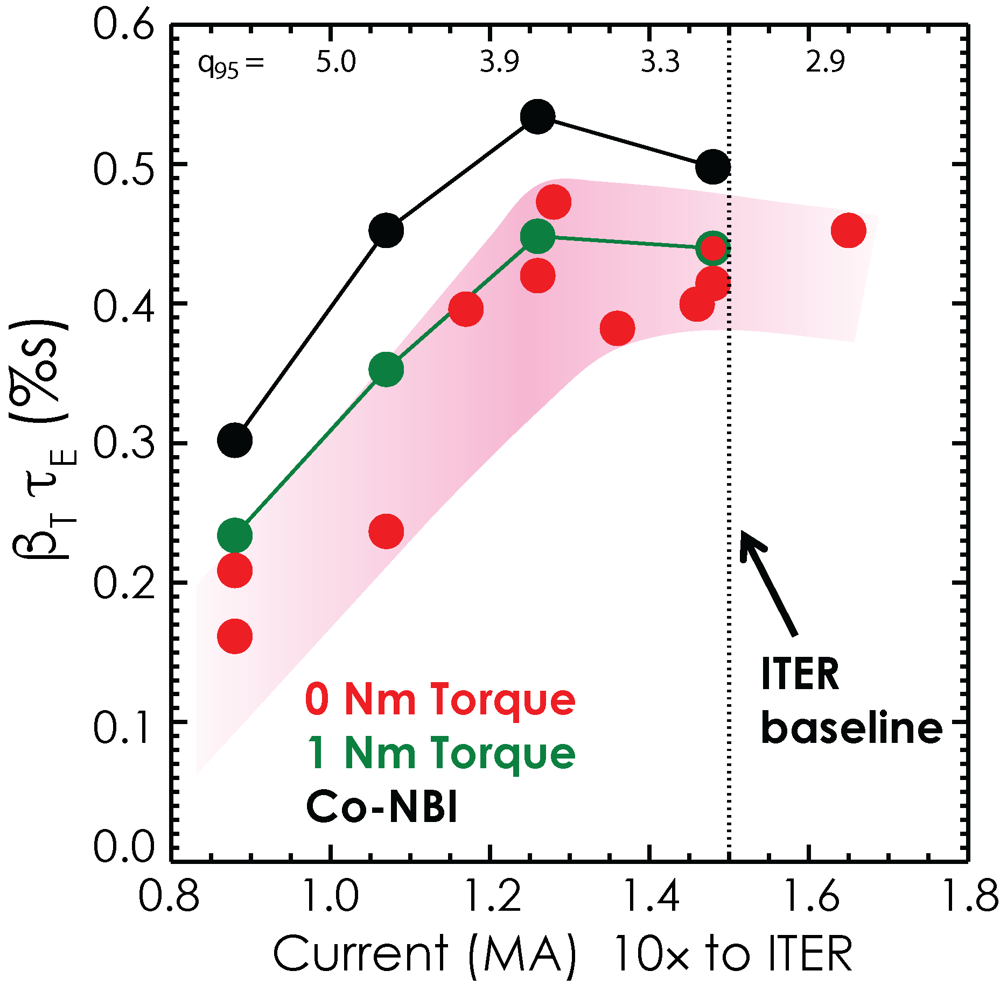 0.6
q95 = 5.0 3.9 3.3 2.9
0.5
0.4
0.3
0.2
0.1
0.0
βT τE (%s)
0 Nm Torque
1 Nm Torque
Co-NBI
ITER
baseline
0.8 1.0 1.2 1.4 1.6 1.8
Current (MA) 10x to ITER